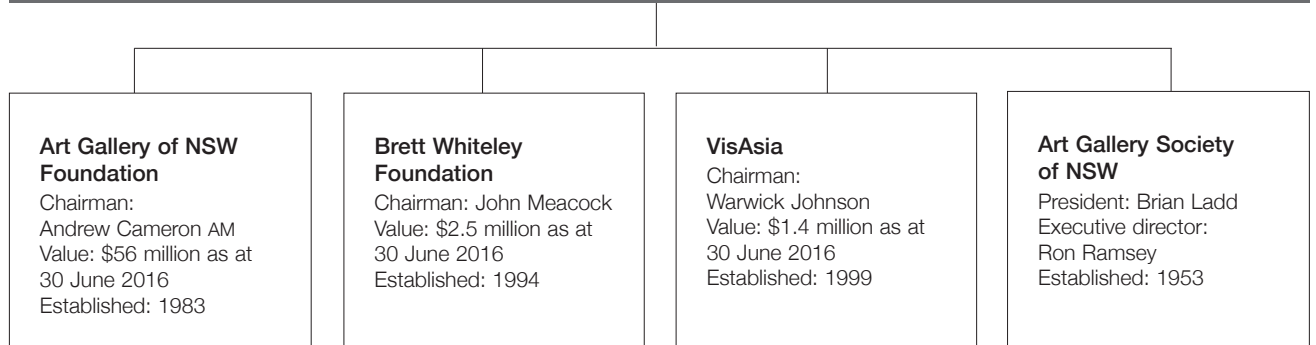 Art Gallery of NSW
Foundation
Chairman:
Andrew Cameron AM
Value: $56 million as at
30 June 2016
Established: 1983
Brett Whiteley
Foundation
Chairman: John Meacock
Value: $2.5 million as at
30 June 2016
Established: 1994
VisAsia
Chairman:
Warwick Johnson
Value: $1.4 million as at
30 June 2016
Established: 1999
Art Gallery Society
of NSW
President: Brian Ladd
Executive director:
Ron Ramsey
Established: 1953